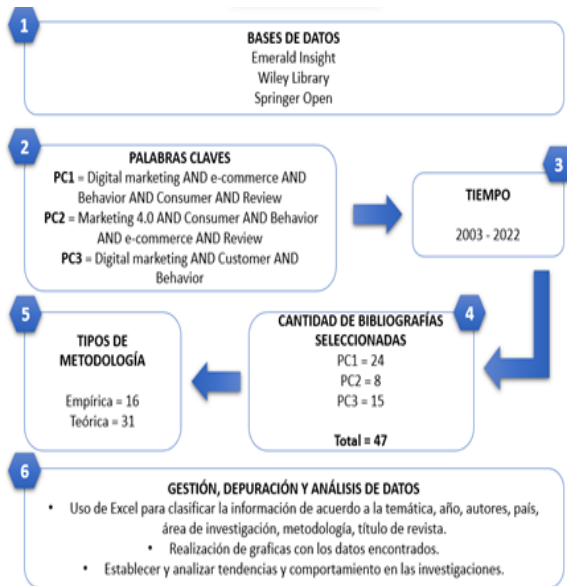 1
BASES DE DATOS
Emerald Insight
Wiley Library
Springer Open
2
PALABRAS CLAVES
PC1 = Digital marketing AND e-commerce AND
Behavior AND Consumer AND Review
PC2 = Marketing 4.0 AND Consumer AND Behavior
AND e-commerce AND Review
PC3 = Digital marketing AND Customer AND
Behavior
3
TIEMPO
2003 - 2022
4
CANTIDAD DE BIBLIOGRAFÍAS
SELECCIONADAS
PC1 = 24
PC2 = 8
PC3 = 15
Total = 47
5
TIPOS DE
METODOLOGÍA
Empírica = 16
Teórica = 31
6
GESTIÓN, DEPURACIÓN Y ANÁLISIS DE DATOS
• Uso de Excel para clasificar la información de acuerdo a la temática, año, autores, país,
área de investigación, metodología, título de revista.
• Realización de graficas con los datos encontrados.
• Establecer y analizar tendencias y comportamiento en las investigaciones.